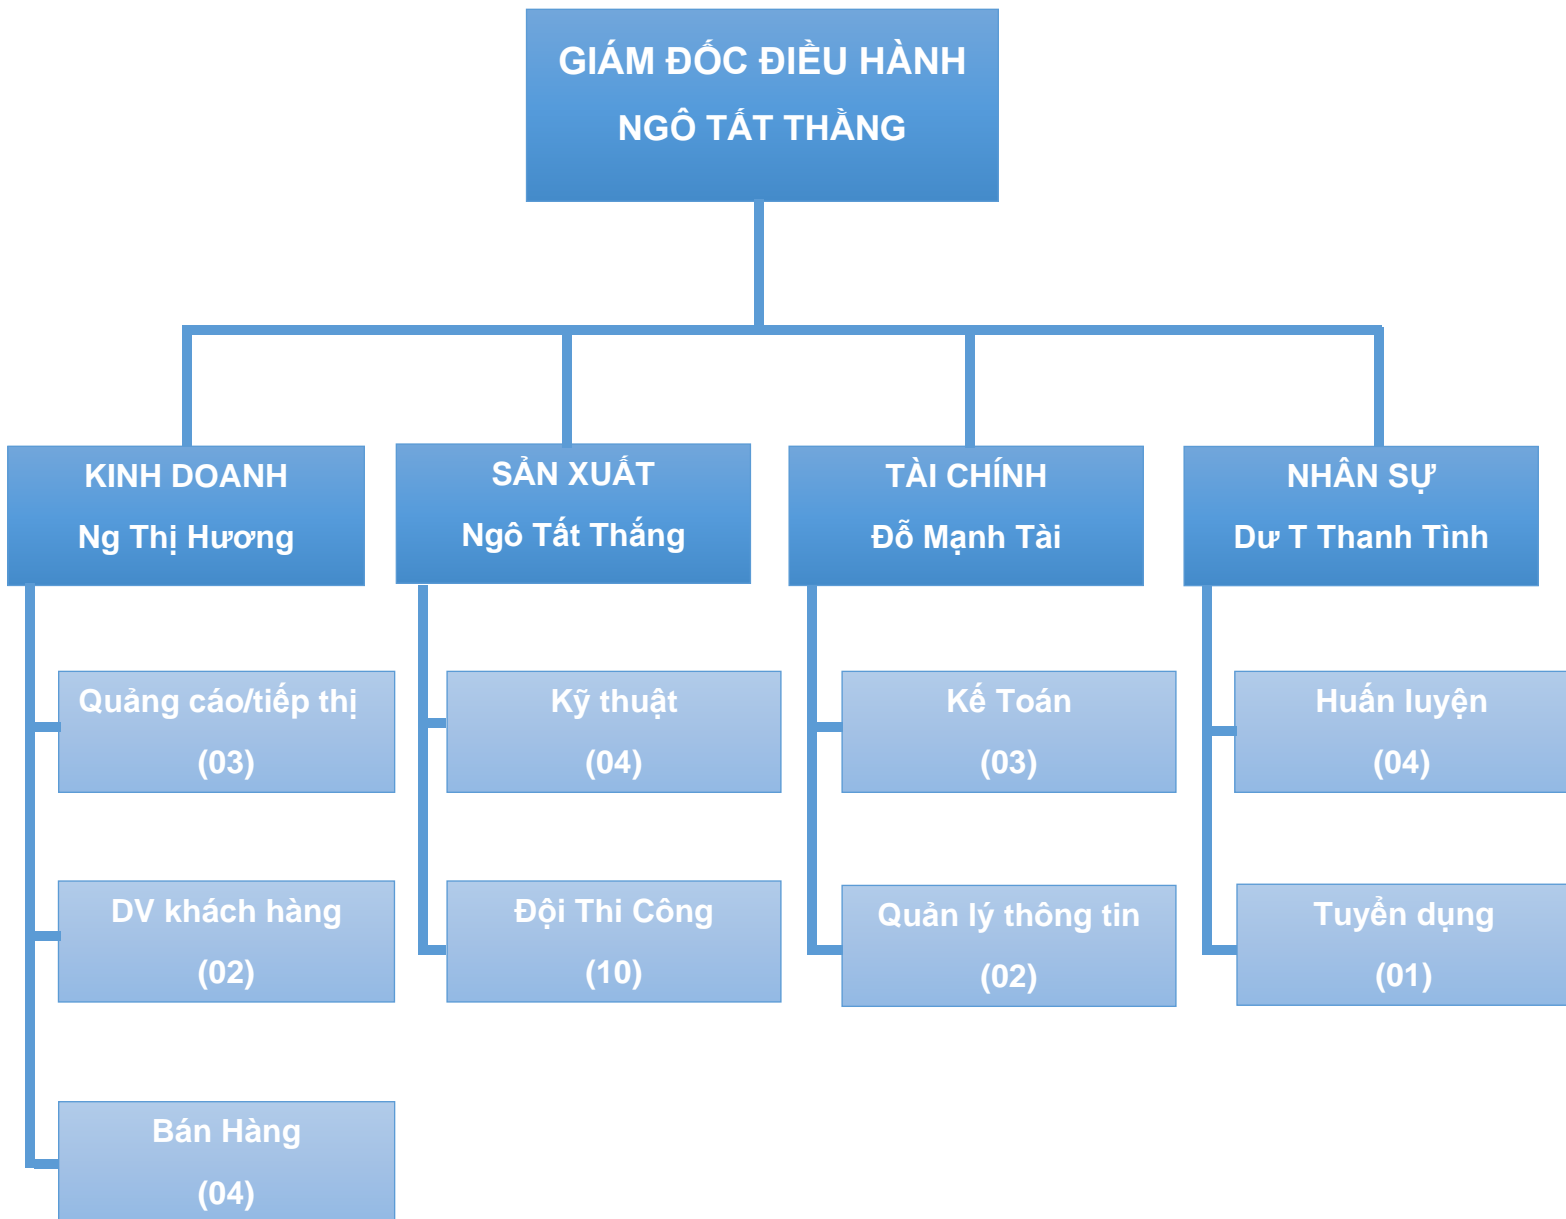 GIÁM ĐỐC ĐIỀU HÀNH
NGÔ TẤT THẰNG
KINH DOANH
Ng Thị Hương
SẢN XUẤT
Ngô Tất Thắng
TÀI CHÍNH
Đỗ Mạnh Tài
NHÂN SỰ
Dư T Thanh Tình
Quảng cáo/tiếp thị
(03)
Kỹ thuật
(04)
Kế Toán
(03)
Huấn luyện
(04)
DV khách hàng
(02)
Đội Thi Công
(10)
Quản lý thông tin
(02)
Tuyển dụng
(01)
Bán Hàng
(04)